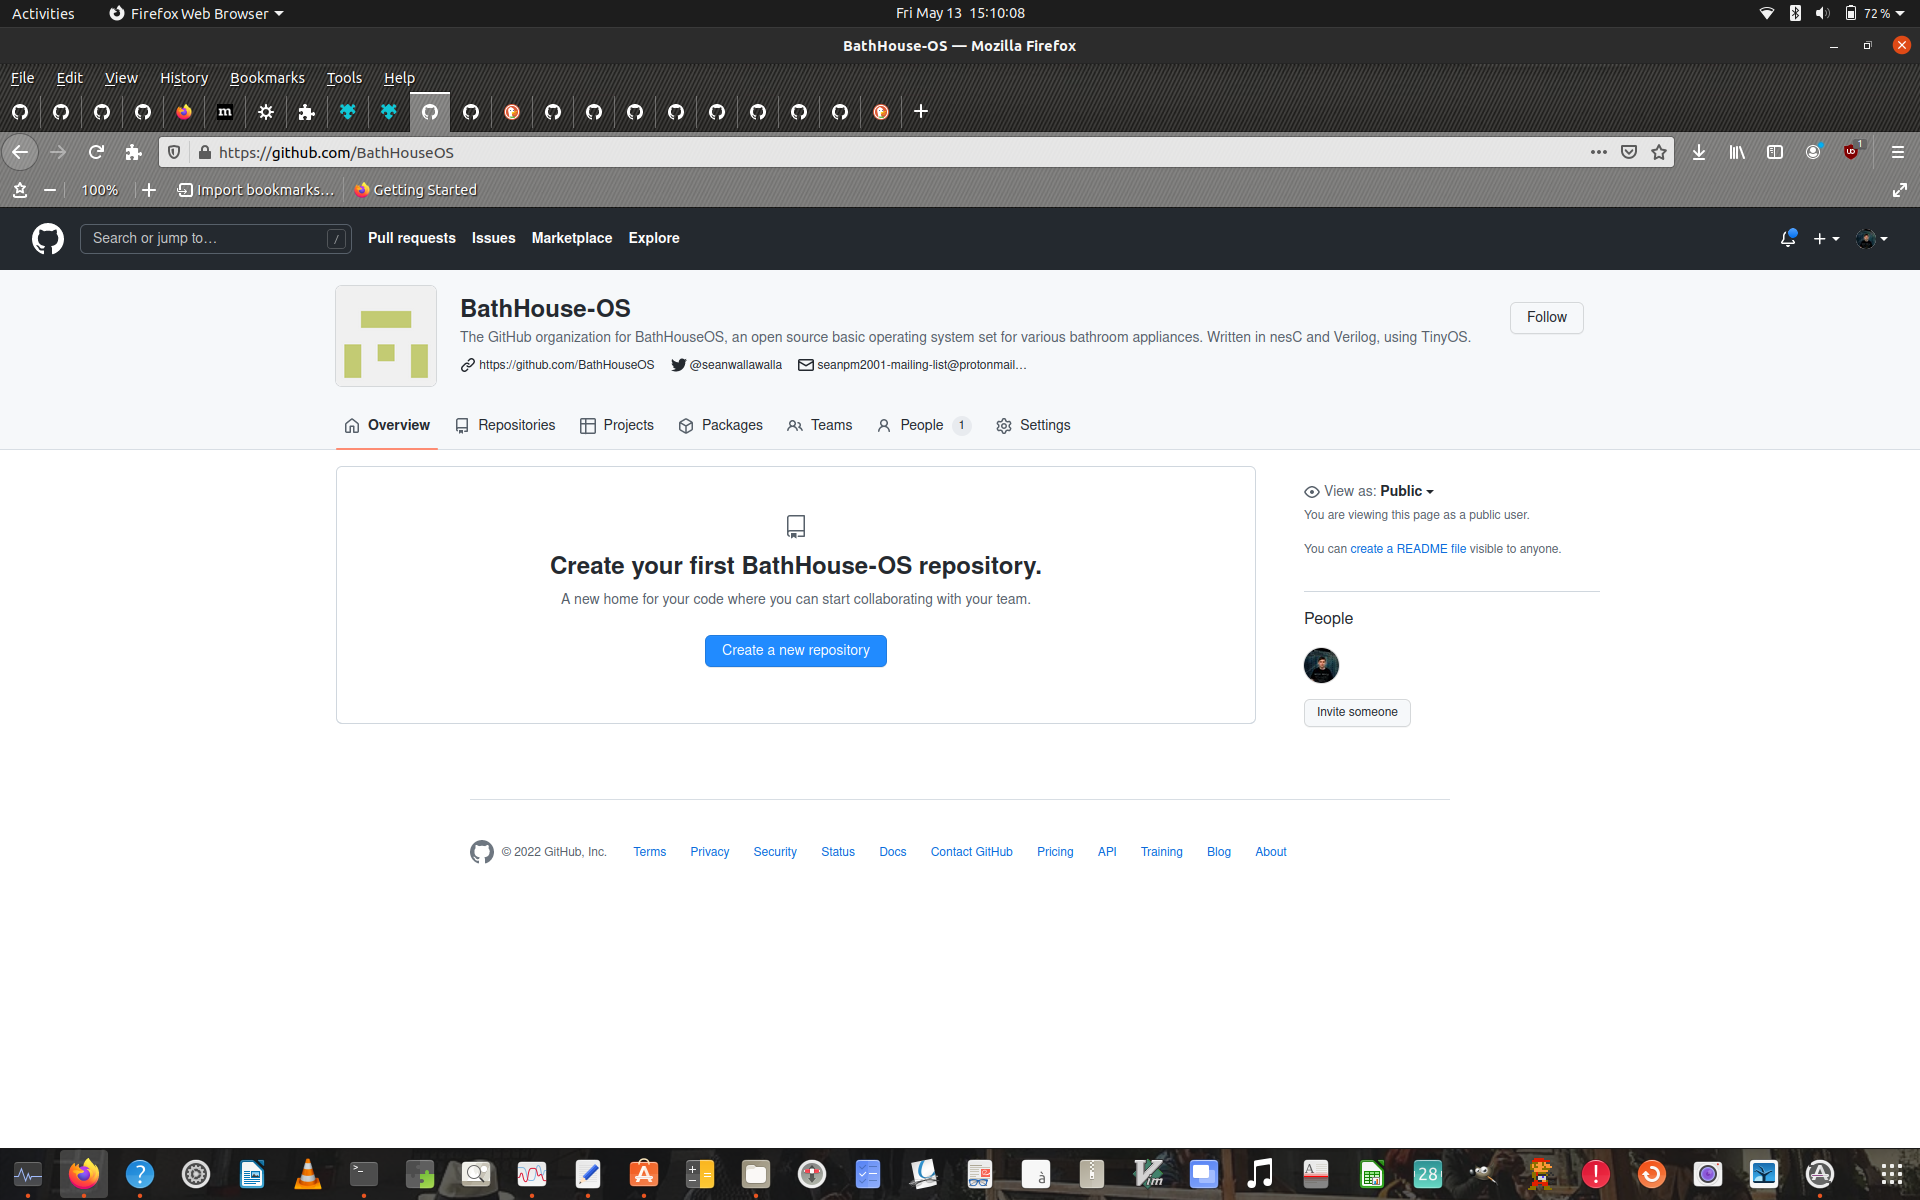 Activities Firefox Web Browser Fri May 13 15:10:08 72 %
BathHouse-OS — Mozilla Firefox
File Edit View History Bookmarks Tools Help
https://github.com/BathHouseOS 1
100% Import bookmarks… Getting Started
Search or jump to… / Pull requests Issues Marketplace Explore
BathHouse-OS
Follow
The GitHub organization for BathHouseOS, an open source basic operating system set for various bathroom appliances. Written in nesC and Verilog, using TinyOS.
https://github.com/BathHouseOS @seanwallawalla seanpm2001-mailing-list@protonmail…
Overview Repositories Projects Packages Teams People 1 Settings
View as: Public
You are viewing this page as a public user.
You can create a README file visible to anyone.
Create your first BathHouse-OS repository.
A new home for your code where you can start collaborating with your team.
Create a new repository
People
Invite someone
© 2022 GitHub, Inc. Terms Privacy Security Status Docs Contact GitHub Pricing API Training Blog About
28